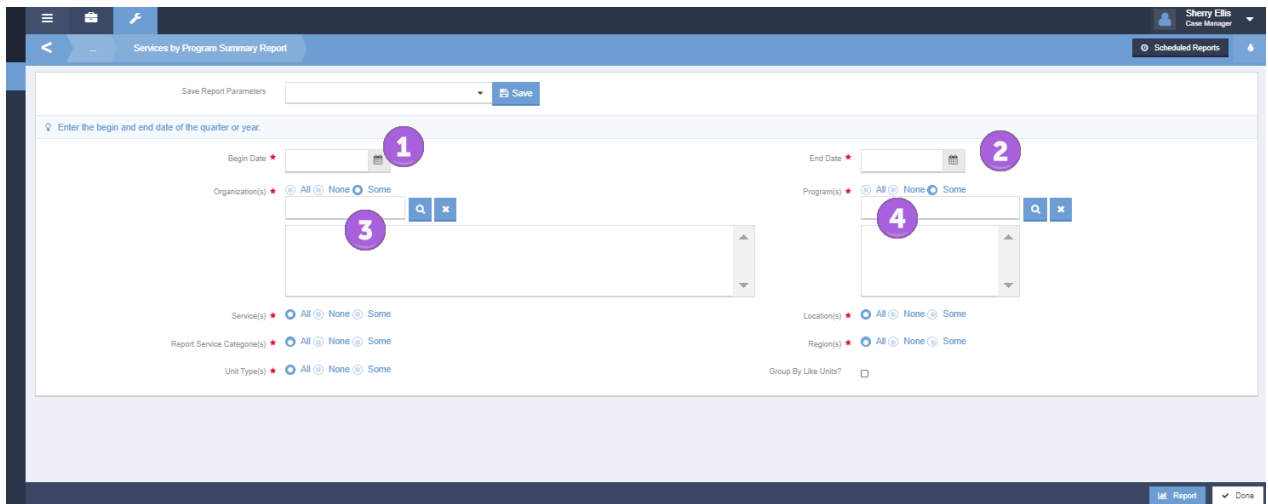 Sherry Ellis
Case Manager
...
Services by Program Summary Report
Scheduled Reports
Save Report Parameters
Save
Enter the begin and end date of the quarter or year.
Begin Date ★
1
End Date ★
2
Organization(s) ★ All None Some
Program(s) ★ All None Some
3
4
Service(s) ★ All None Some
Location(s) ★ All None Some
Report Service Categorie(s) ★ All None Some
Region(s) ★ All None Some
Unit Type(s) ★ All None Some
Group By Like Units?
Report
Done